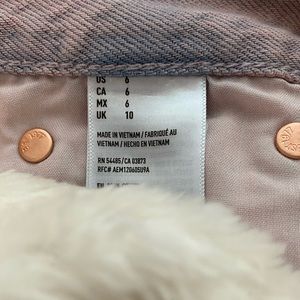 US 6
CA 6
MX 6
UK 10
MADE IN VIETNAM / FABRIQUÉ AU
VIETNAM / HECHO EN VIETNAM
RN 54485/CA 03873
RFC# AEM120605U9A